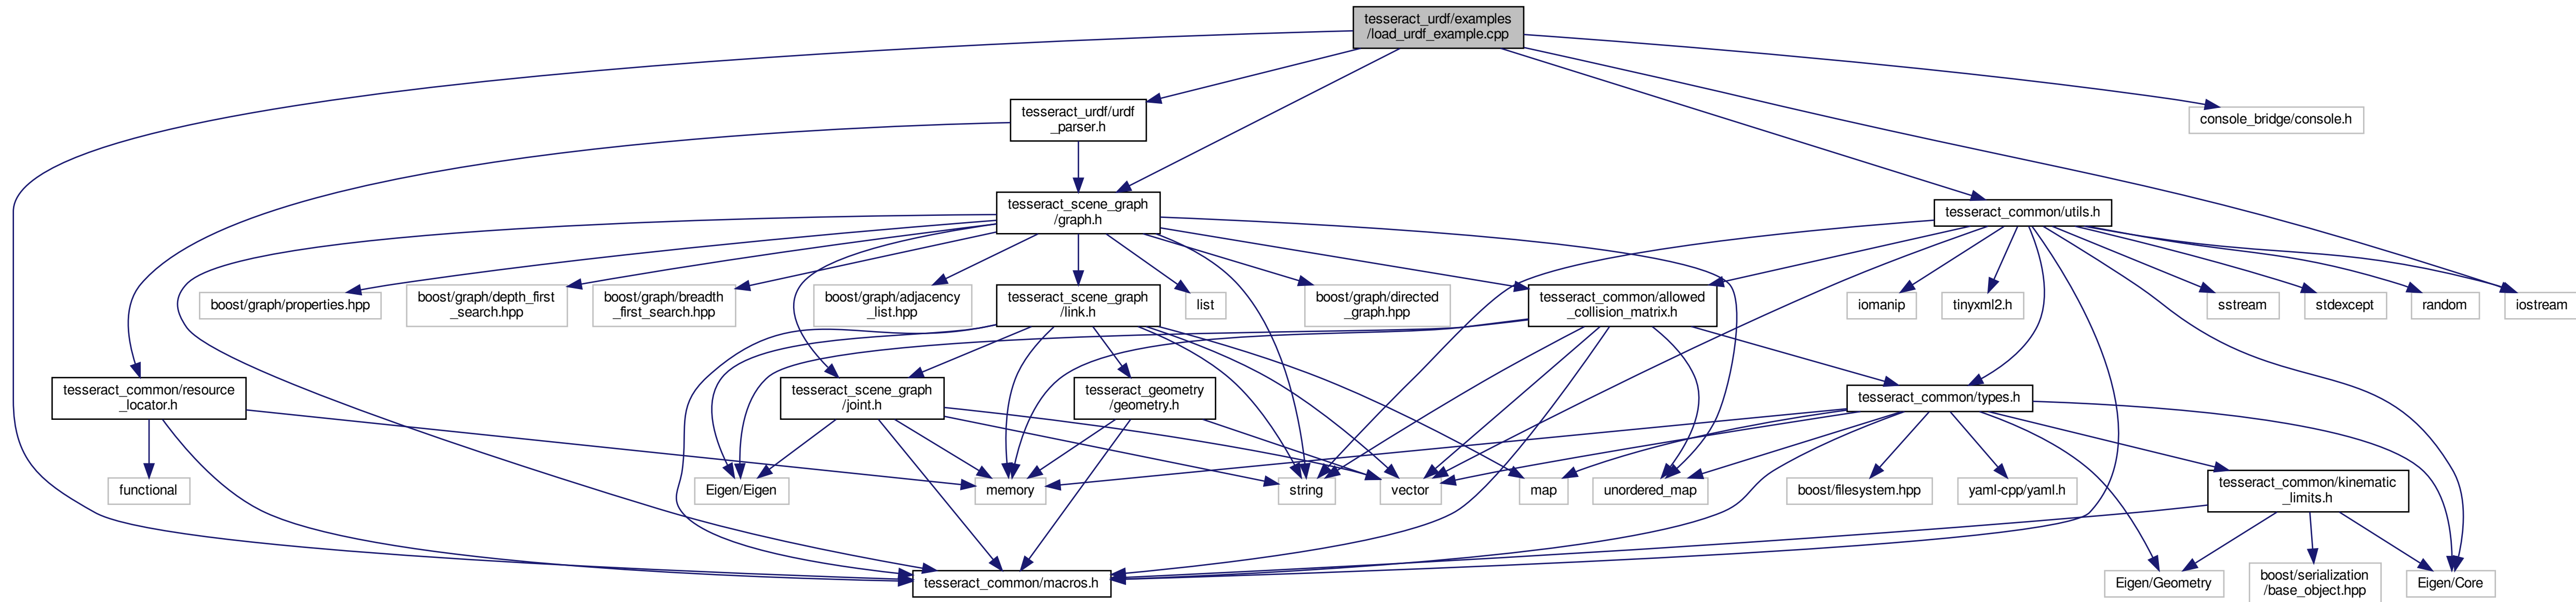 tesseract_urdf/examples
/load_urdf_example.cpp
tesseract_urdf/urdf
_parser.h
console_bridge/console.h
tesseract_scene_graph
/graph.h
tesseract_common/utils.h
boost/graph/properties.hpp
boost/graph/depth_first
_search.hpp
boost/graph/breadth
_first_search.hpp
boost/graph/adjacency
_list.hpp
tesseract_scene_graph
/link.h
list
boost/graph/directed
_graph.hpp
tesseract_common/allowed
_collision_matrix.h
iomanip
tinyxml2.h
sstream
stdexcept
random
iostream
tesseract_common/resource
_locator.h
tesseract_scene_graph
/joint.h
tesseract_geometry
/geometry.h
tesseract_common/types.h
functional
Eigen/Eigen
memory
string
vector
map
unordered_map
boost/filesystem.hpp
yaml-cpp/yaml.h
tesseract_common/kinematic
_limits.h
tesseract_common/macros.h
Eigen/Geometry
boost/serialization
/base_object.hpp
Eigen/Core